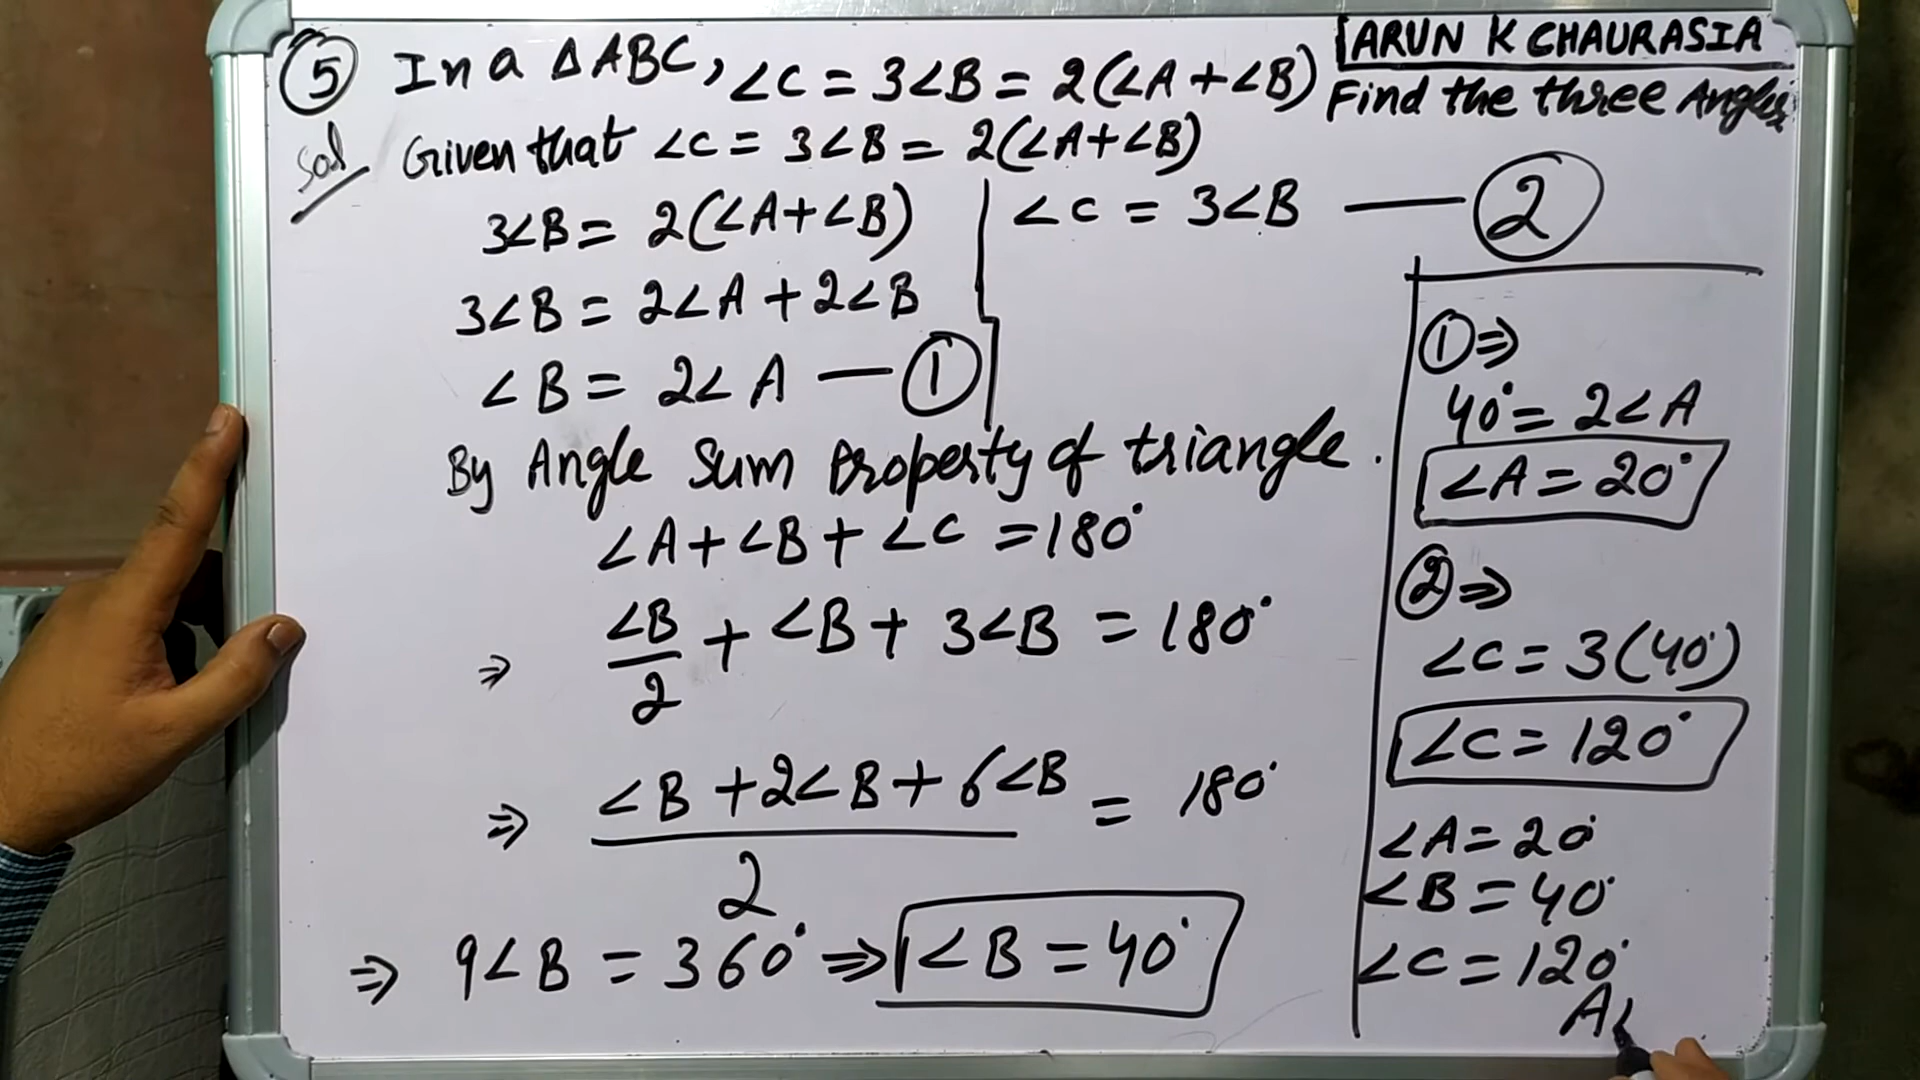 ARUN K CHAURASIA
5 In a ΔABC, ∠C = 3∠B = 2(∠A+∠B) Find the three Angles
Sol Given that ∠C = 3∠B = 2(∠A+∠B)
3∠B = 2(∠A+∠B)
3∠B = 2∠A + 2∠B
∠B = 2∠A — 1
∠C = 3∠B — 2
By Angle Sum Property of triangle.
∠A+∠B+∠C = 180°
⇒ ∠B/2 + ∠B + 3∠B = 180°
⇒ ∠B + 2∠B + 6∠B / 2 = 180°
⇒ 9∠B = 360° ⇒ ∠B = 40°
1 ⇒
40° = 2∠A
∠A = 20°
2 ⇒
∠C = 3(40°)
∠C = 120°
∠A = 20°
∠B = 40°
∠C = 120°